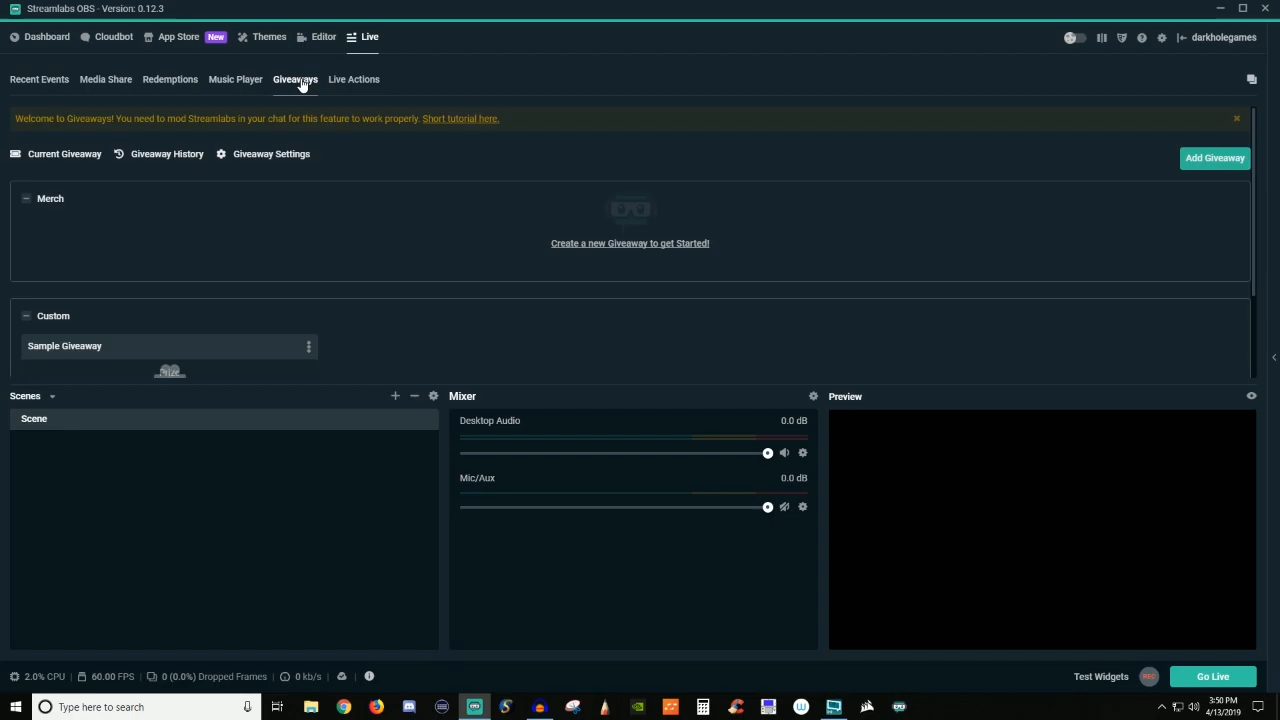 Streamlabs OBS - Version: 0.12.3
Dashboard Cloudbot App Store New Themes Editor Live darkholegames
Recent Events Media Share Redemptions Music Player Giveaways Live Actions
Welcome to Giveaways! You need to mod Streamlabs in your chat for this feature to work properly. Short tutorial here.
Current Giveaway Giveaway History Giveaway Settings Add Giveaway
Merch
Create a new Giveaway to get Started!
Custom
Sample Giveaway
Scenes Mixer Preview
Scene
Desktop Audio 0.0 dB
Mic/Aux 0.0 dB
2.0% CPU 60.00 FPS 0 (0.0%) Dropped Frames 0 kb/s Test Widgets REC Go Live
Type here to search 3:50 PM
4/13/2019